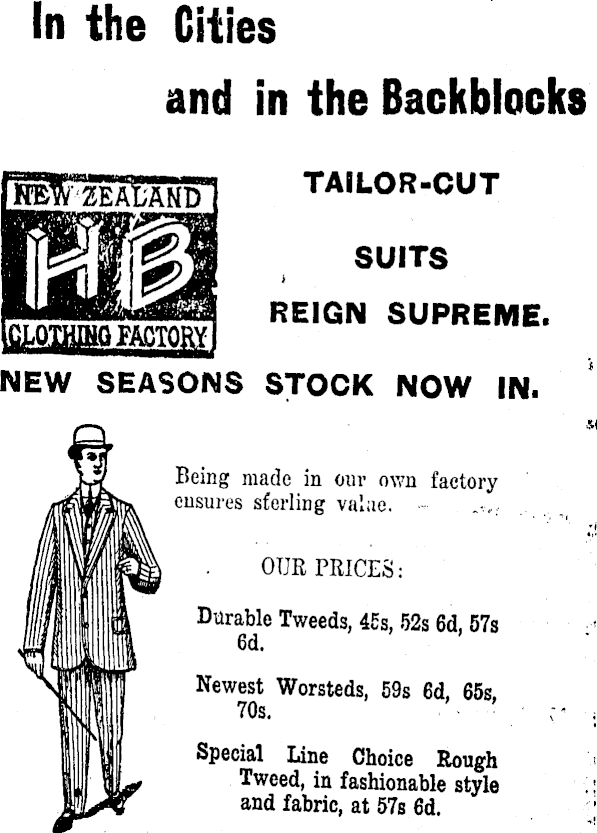 In the Cities
and in the Backblocks
NEW ZEALAND
HB
CLOTHING FACTORY
TAILOR-CUT
SUITS
REIGN SUPREME.
NEW SEASONS STOCK NOW IN.
Being made in our own factory
ensures sterling value.
OUR PRICES:
Durable Tweeds, 45s, 52s 6d, 57s
6d.
Newest Worsteds, 59s 6d, 65s,
70s.
Special Line Choice Rough
Tweed, in fashionable style
and fabric, at 57s 6d.